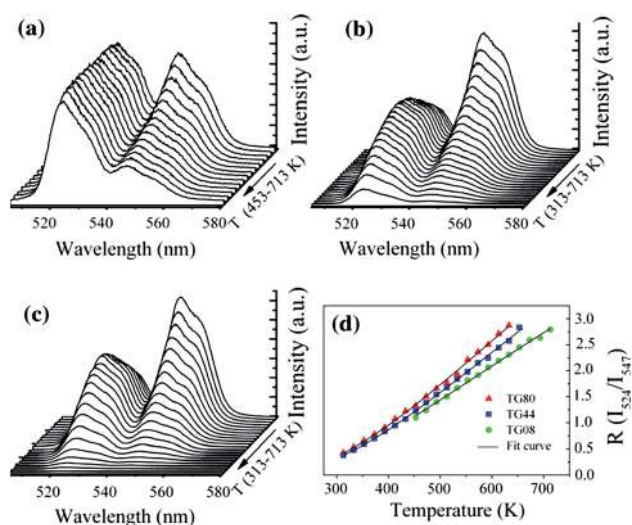 (a)
Intensity (a.u.)
T (453-713 K)
520 540 560 580
Wavelength (nm)
(b)
Intensity (a.u.)
T (313-713 K)
520 540 560 580
Wavelength (nm)
(c)
Intensity (a.u.)
T (313-713 K)
520 540 560 580
Wavelength (nm)
(d)
3.0
2.5
2.0
1.5
1.0
0.5
0.0
R (I524/I547)
TG80
TG44
TG08
Fit curve
300 400 500 600 700
Temperature (K)